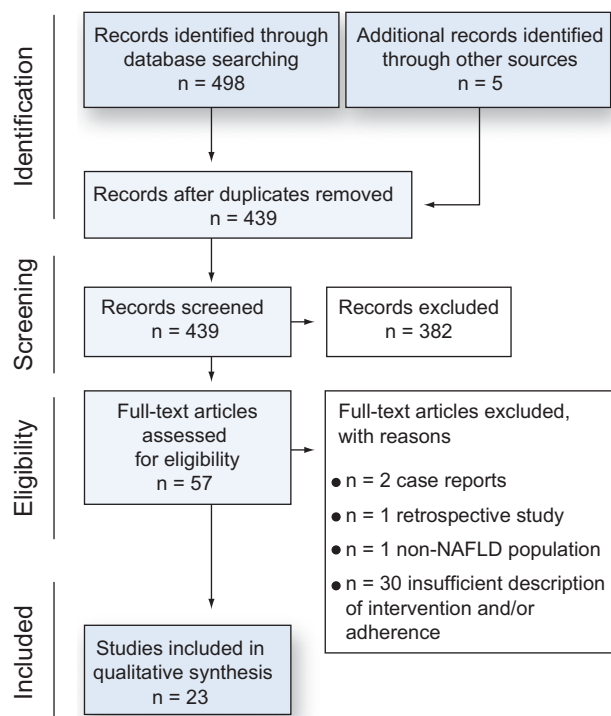 Identification
Records identified through
database searching
n = 498
Additional records identified
through other sources
n = 5
Records after duplicates removed
n = 439
Screening
Records screened
n = 439
Records excluded
n = 382
Eligibility
Full-text articles
assessed
for eligibility
n = 57
Full-text articles excluded,
with reasons
● n = 2 case reports
● n = 1 retrospective study
● n = 1 non-NAFLD population
● n = 30 insufficient description
of intervention and/or
adherence
Included
Studies included in
qualitative synthesis
n = 23